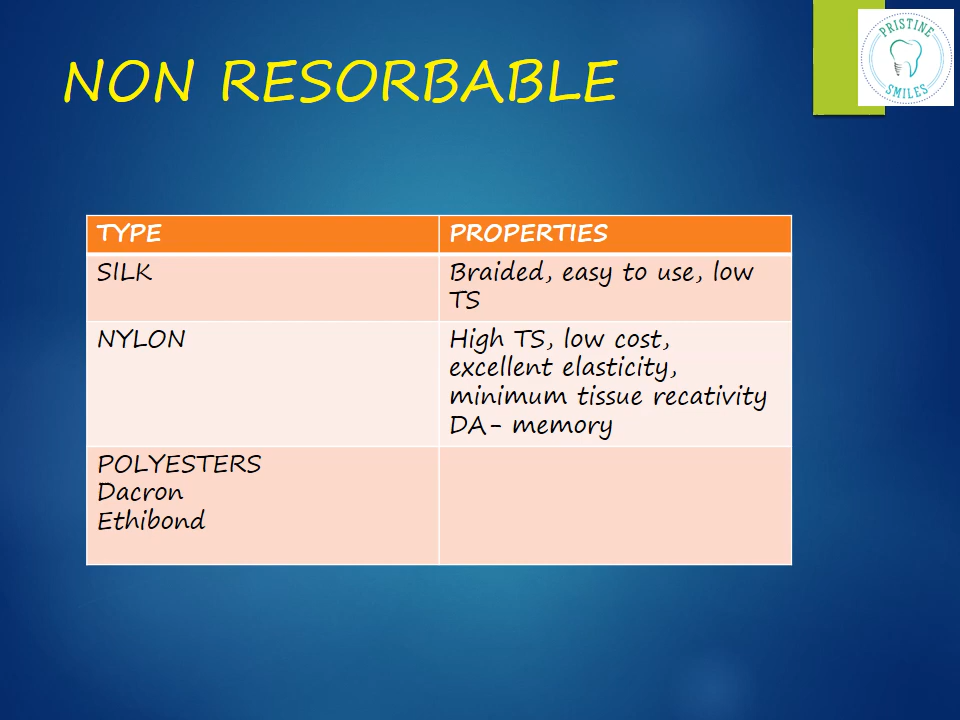 NON RESORBABLE
PRISTINE
SMILES
TYPE
PROPERTIES
SILK
Braided, easy to use, low
TS
NYLON
High TS, low cost,
excellent elasticity,
minimum tissue recativity
DA- memory
POLYESTERS
Dacron
Ethibond